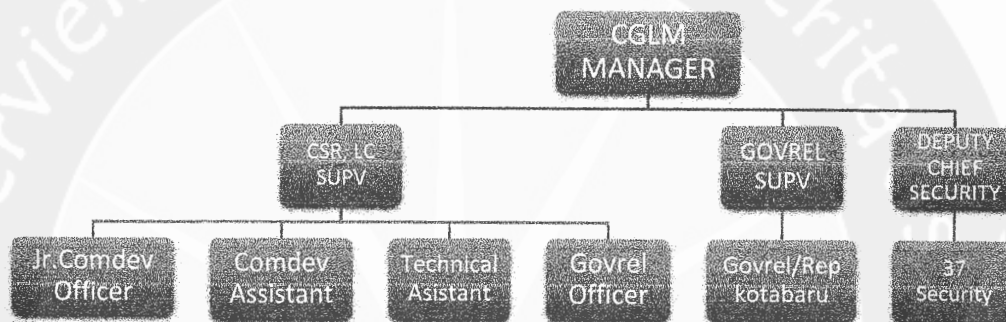 CGLM
MANAGER
CSR, LC
SUPV
GOVREL
SUPV
DEPUTY
CHIEF
SECURITY
Jr.Comdev
Officer
Comdev
Assistant
Technical
Asistant
Govrel
Officer
Govrel/Rep
kotabaru
37
Security